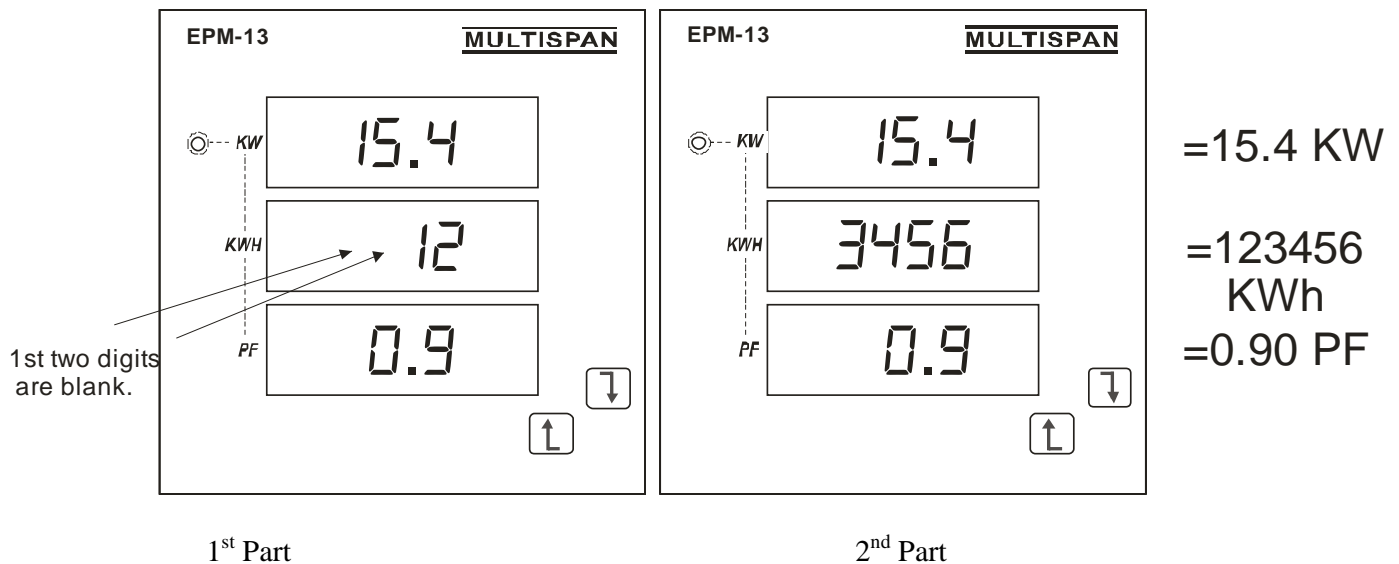 EPM-13
MULTISPAN
KW
15.4
KWH
12
PF
0.9
1st two digits
are blank.
EPM-13
MULTISPAN
KW
15.4
KWH
3456
PF
0.9
=15.4 KW
=123456
KWh
=0.90 PF
1st Part
2nd Part